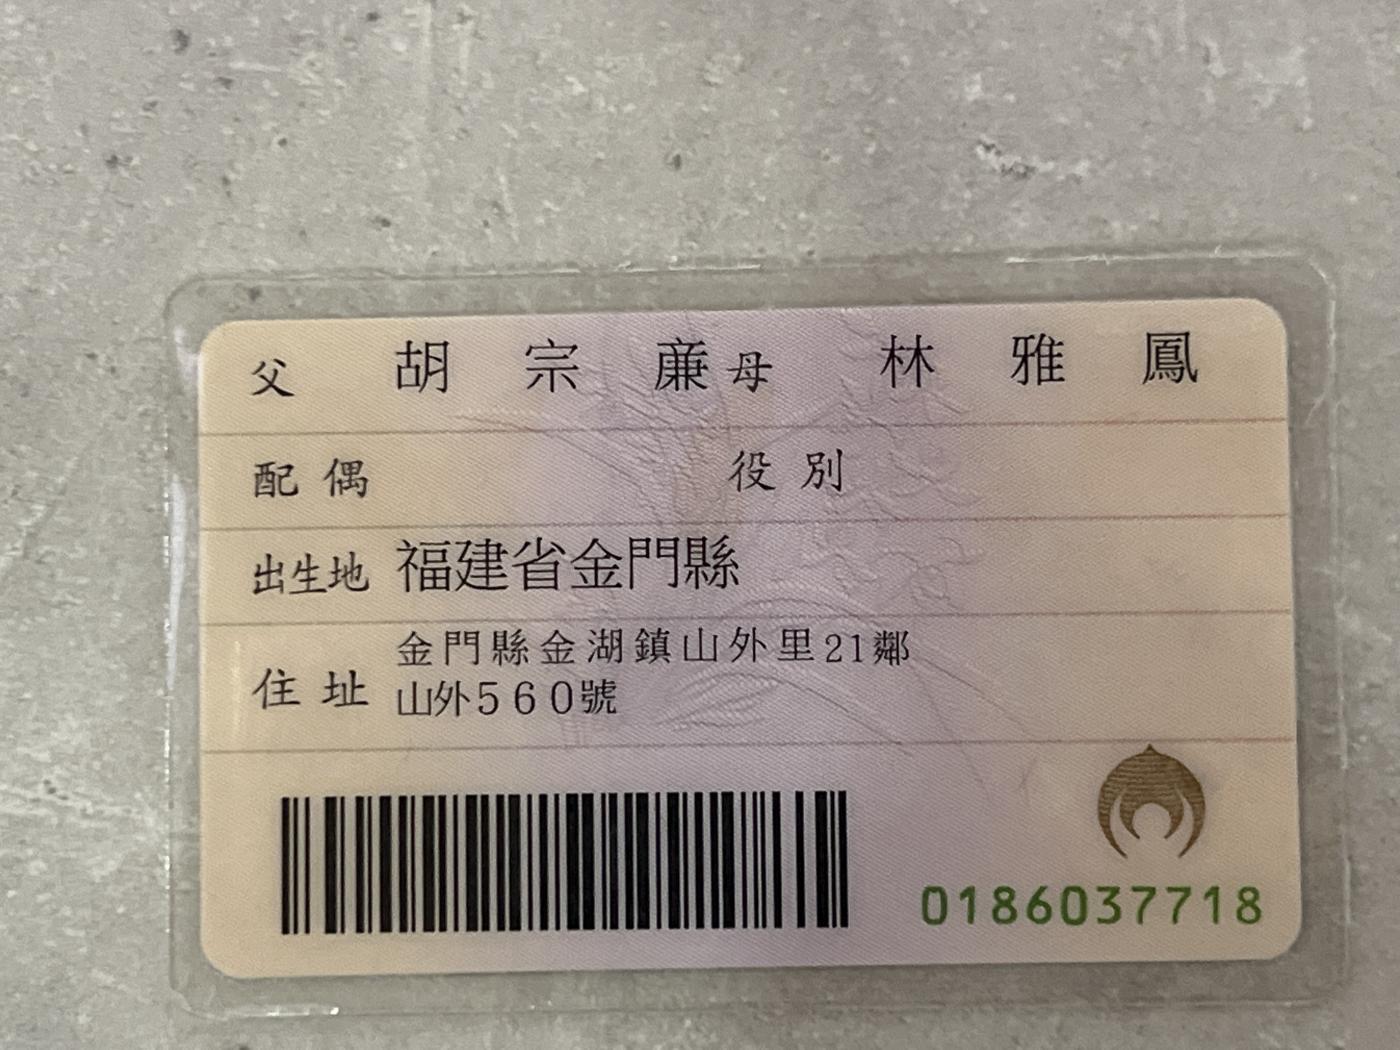 父 胡宗廉 母 林雅鳳
配偶 役別
出生地 福建省金門縣
住址 金門縣金湖鎮山外里21鄰
山外560號
0186037718